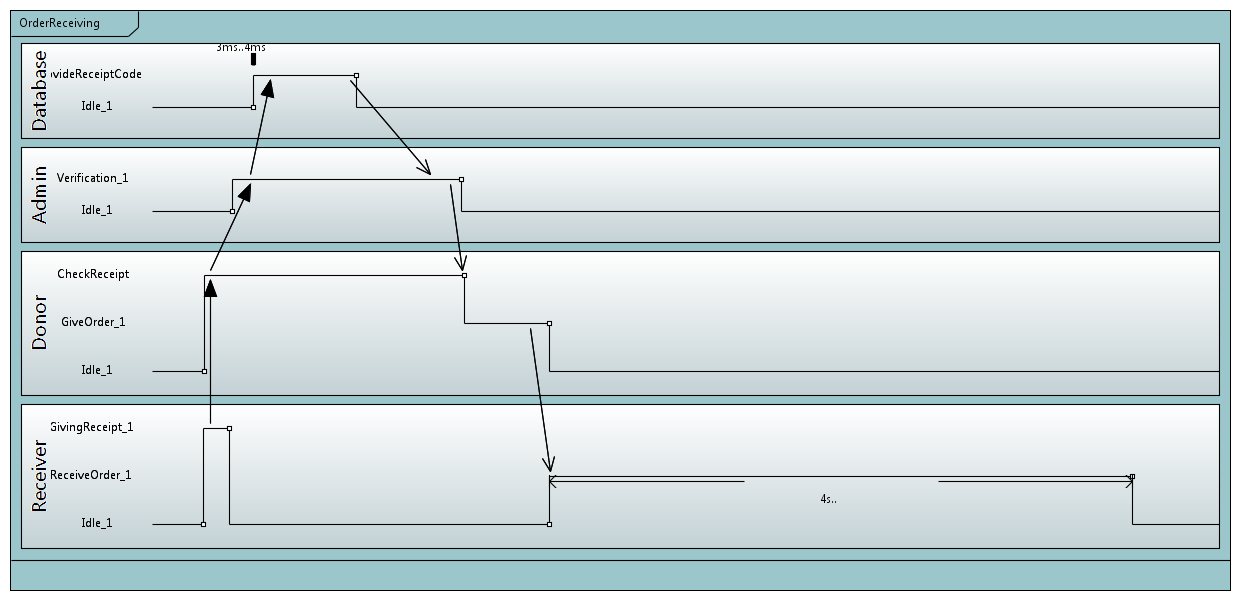 OrderReceiving
3ms..4ms
Database
videReceiptCode
Idle_1
Admin
Verification_1
Idle_1
Donor
CheckReceipt
GiveOrder_1
Idle_1
Receiver
GivingReceipt_1
ReceiveOrder_1
4s..
Idle_1